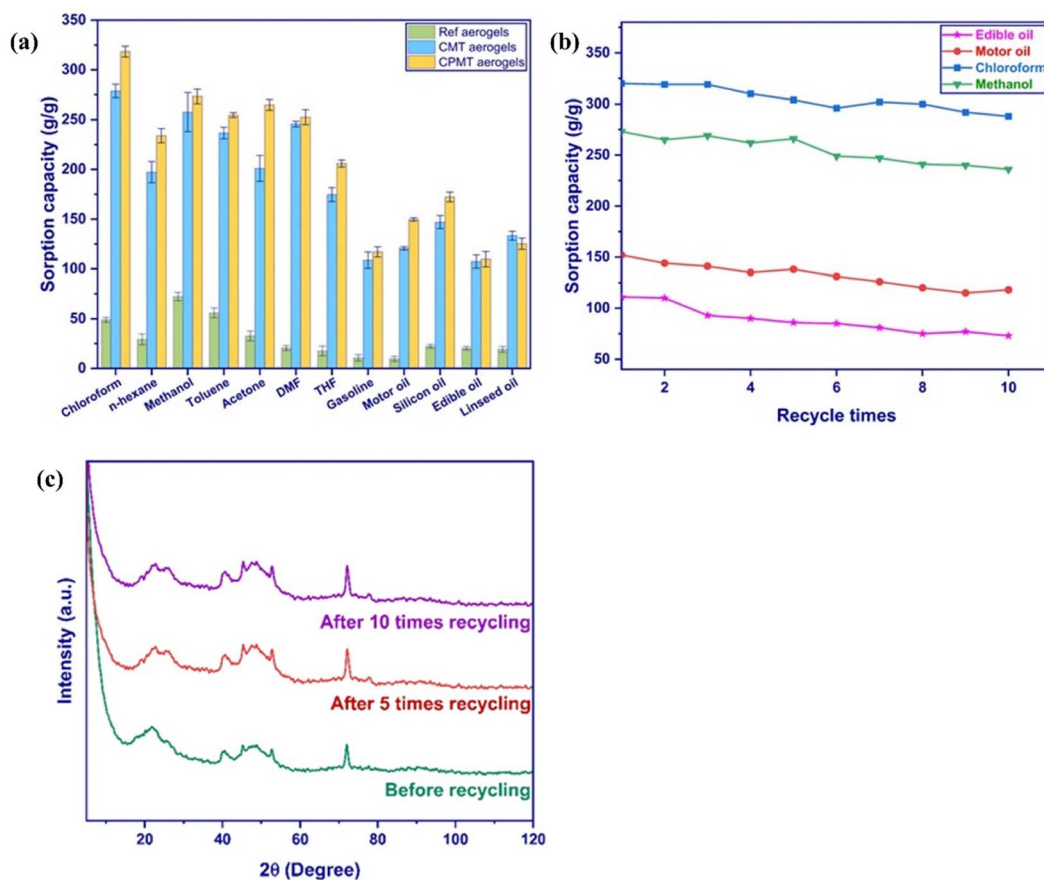 (a)
350
300
250
200
150
100
50
0
Sorption capacity (g/g)
Ref aerogels
CMT aerogels
CPMT aerogels
Chloroform
n-hexane
Methanol
Toluene
Acetone
DMF
THF
Gasoline
Motor oil
Silicon oil
Edible oil
Linseed oil
(b)
350
300
250
200
150
100
50
Sorption capacity (g/g)
Edible oil
Motor oil
Chloroform
Methanol
2 4 6 8 10
Recycle times
(c)
Intensity (a.u.)
After 10 times recycling
After 5 times recycling
Before recycling
20 40 60 80 100 120
2θ (Degree)